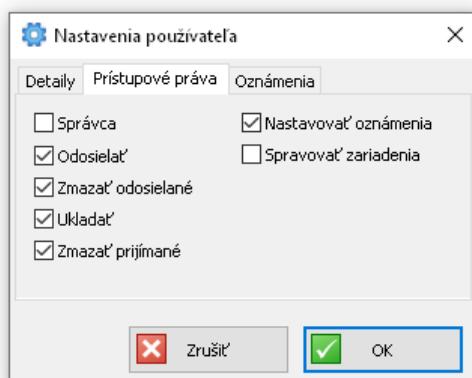 Nastavenia používateľa
Detaily Prístupové práva Oznámenia
Správca
Odosielať
Zmazať odosielané
Ukladať
Zmazať prijímané
Nastavovať oznámenia
Spravovať zariadenia
Zrušiť OK